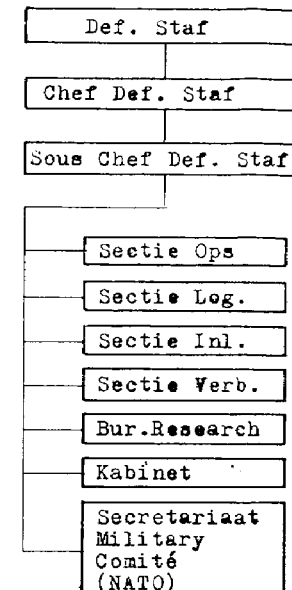 Def. Staf
Chef Def. Staf
Sous Chef Def. Staf
Sectie Ops
Sectie Log.
Sectie Inl.
Sectie Verb.
Bur.Research
Kabinet
Secretariaat
Military
Comité
(NATO)